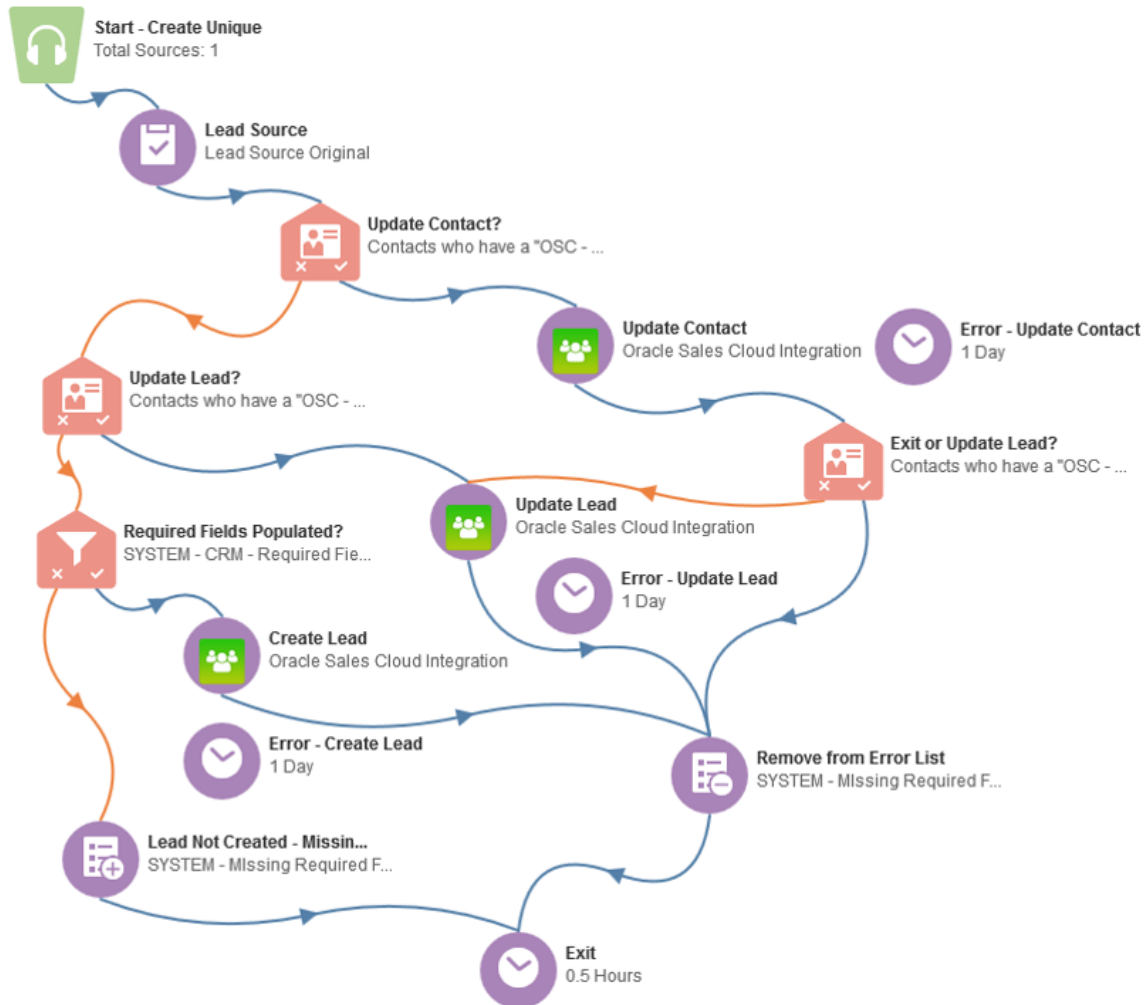 Start - Create Unique
Total Sources: 1
Lead Source
Lead Source Original
Update Contact?
Contacts who have a "OSC - ...
Update Contact
Oracle Sales Cloud Integration
Error - Update Contact
1 Day
Update Lead?
Contacts who have a "OSC - ...
Exit or Update Lead?
Contacts who have a "OSC - ...
Update Lead
Oracle Sales Cloud Integration
Required Fields Populated?
SYSTEM - CRM - Required Fie...
Error - Update Lead
1 Day
Create Lead
Oracle Sales Cloud Integration
Error - Create Lead
1 Day
Remove from Error List
SYSTEM - MIssing Required F...
Lead Not Created - Missin...
SYSTEM - MIssing Required F...
Exit
0.5 Hours